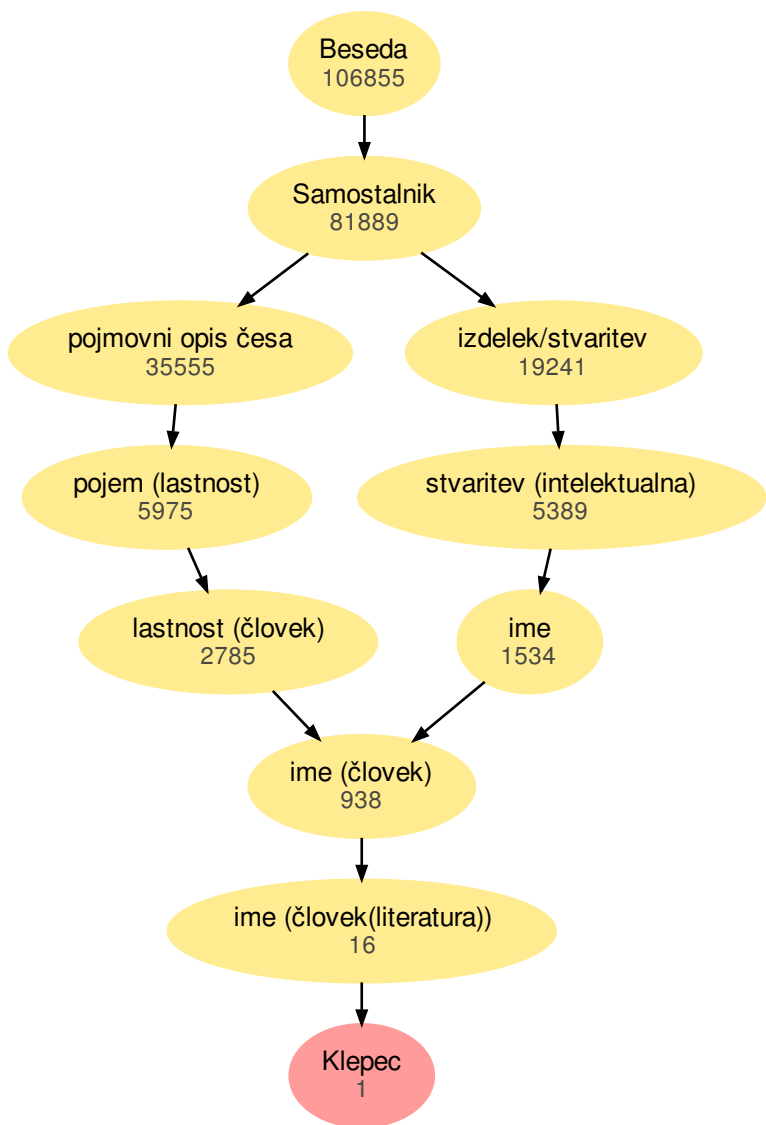 Beseda
106855
Samostalnik
81889
pojmovni opis česa
35555
izdelek/stvaritev
19241
pojem (lastnost)
5975
stvaritev (intelektualna)
5389
lastnost (človek)
2785
ime
1534
ime (človek)
938
ime (človek(literatura))
16
Klepec
1